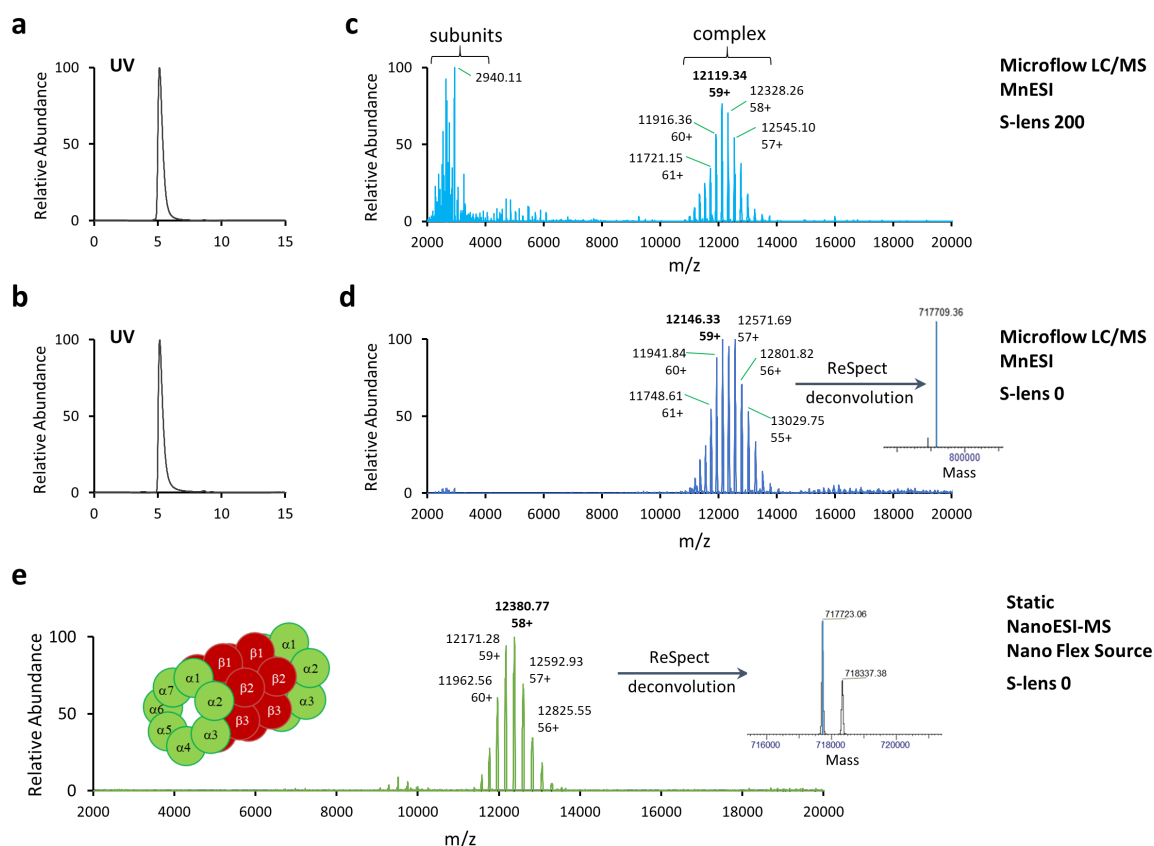 a
UV
Relative Abundance
100
50
0
0 5 10 15
c
subunits
complex
Relative Abundance
100
50
0
2940.11
12119.34
59+
12328.26
58+
11916.36
60+
12545.10
57+
11721.15
61+
2000 4000 6000 8000 10000 12000 14000 16000 18000 20000
m/z
Microflow LC/MS
MnESI
S-lens 200
b
UV
Relative Abundance
100
50
0
0 5 10 15
d
Relative Abundance
100
50
0
12146.33
59+
12571.69
57+
11941.84
60+
12801.82
56+
11748.61
61+
13029.75
55+
2000 4000 6000 8000 10000 12000 14000 16000 18000 20000
m/z
ReSpect
deconvolution
717709.36
800000
Mass
Microflow LC/MS
MnESI
S-lens 0
e
Relative Abundance
100
50
0
α1
β1
β1
α2
α7
α1
β2
β2
α6
α2
α3
β3
α5
β3
α3
α4
12380.77
58+
12171.28
59+
12592.93
57+
11962.56
60+
12825.55
56+
2000 4000 6000 8000 10000 12000 14000 16000 18000 20000
m/z
ReSpect
deconvolution
717723.06
718337.38
716000 718000 720000
Mass
Static
NanoESI-MS
Nano Flex Source
S-lens 0